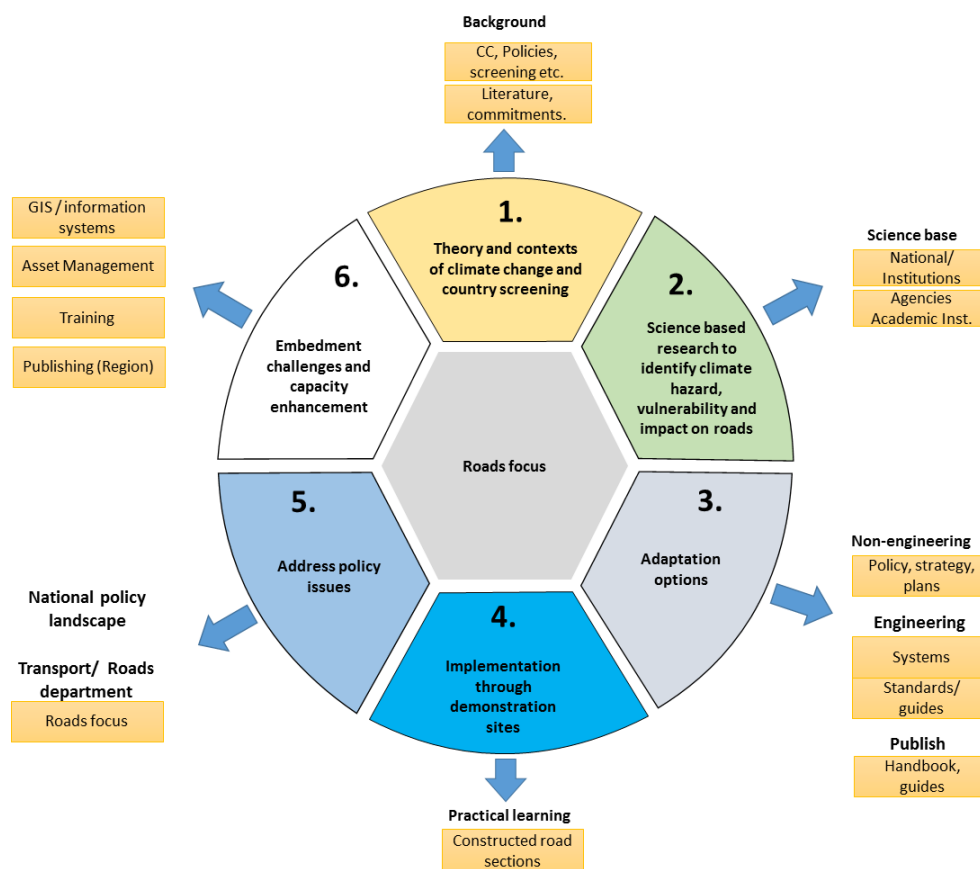 Background
CC, Policies,
screening etc.
Literature,
commitments.
1.
Theory and contexts
of climate change and
country screening
Science base
National/
Institutions
Agencies
Academic Inst.
2.
Science based
research to
identify climate
hazard,
vulnerability and
impact on roads
GIS / information
systems
Asset Management
Training
Publishing (Region)
6.
Embedment
challenges and
capacity
enhancement
Roads focus
3.
Adaptation
options
Non-engineering
Policy, strategy,
plans
Engineering
Systems
Standards/
guides
Publish
Handbook,
guides
5.
Address policy
issues
National policy
landscape
Transport/ Roads
department
Roads focus
4.
Implementation
through
demonstration
sites
Practical learning
Constructed road
sections